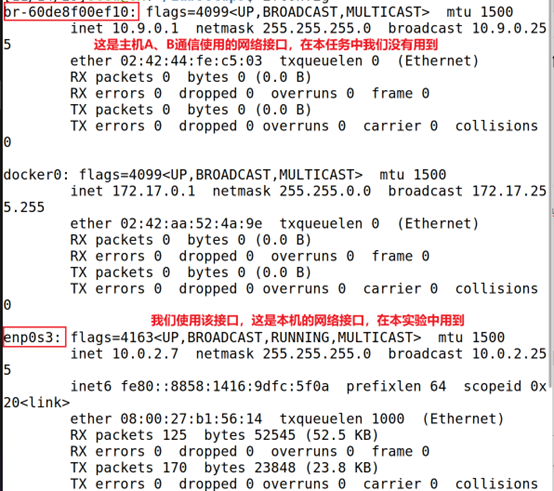 br-60de8f00ef10: flags=4099<UP,BROADCAST,MULTICAST>  mtu 1500
inet 10.9.0.1  netmask 255.255.255.0  broadcast 10.9.0.25
5
这是主机A、B通信使用的网络接口，在本任务中我们没有用到
ether 02:42:44:fe:c5:03  txqueuelen 0  (Ethernet)
RX packets 0  bytes 0 (0.0 B)
RX errors 0  dropped 0  overruns 0  frame 0
TX packets 0  bytes 0 (0.0 B)
TX errors 0  dropped 0 overruns 0  carrier 0  collisions
0
docker0: flags=4099<UP,BROADCAST,MULTICAST>  mtu 1500
inet 172.17.0.1  netmask 255.255.0.0  broadcast 172.17.25
5.255
ether 02:42:aa:52:4a:9e  txqueuelen 0  (Ethernet)
RX packets 0  bytes 0 (0.0 B)
RX errors 0  dropped 0  overruns 0  frame 0
TX packets 0  bytes 0 (0.0 B)
TX errors 0  dropped 0 overruns 0  carrier 0  collisions
0
我们使用该接口，这是本机的网络接口，在本实验中用到
enp0s3: flags=4163<UP,BROADCAST,RUNNING,MULTICAST>  mtu 1500
inet 10.0.2.7  netmask 255.255.255.0  broadcast 10.0.2.25
5
inet6 fe80::8858:1416:9dfc:5f0a  prefixlen 64  scopeid 0x
20<link>
ether 08:00:27:b1:56:14  txqueuelen 1000  (Ethernet)
RX packets 125  bytes 52545 (52.5 KB)
RX errors 0  dropped 0  overruns 0  frame 0
TX packets 170  bytes 23848 (23.8 KB)
TX errors 0  dropped 0 overruns 0  carrier 0  collisions